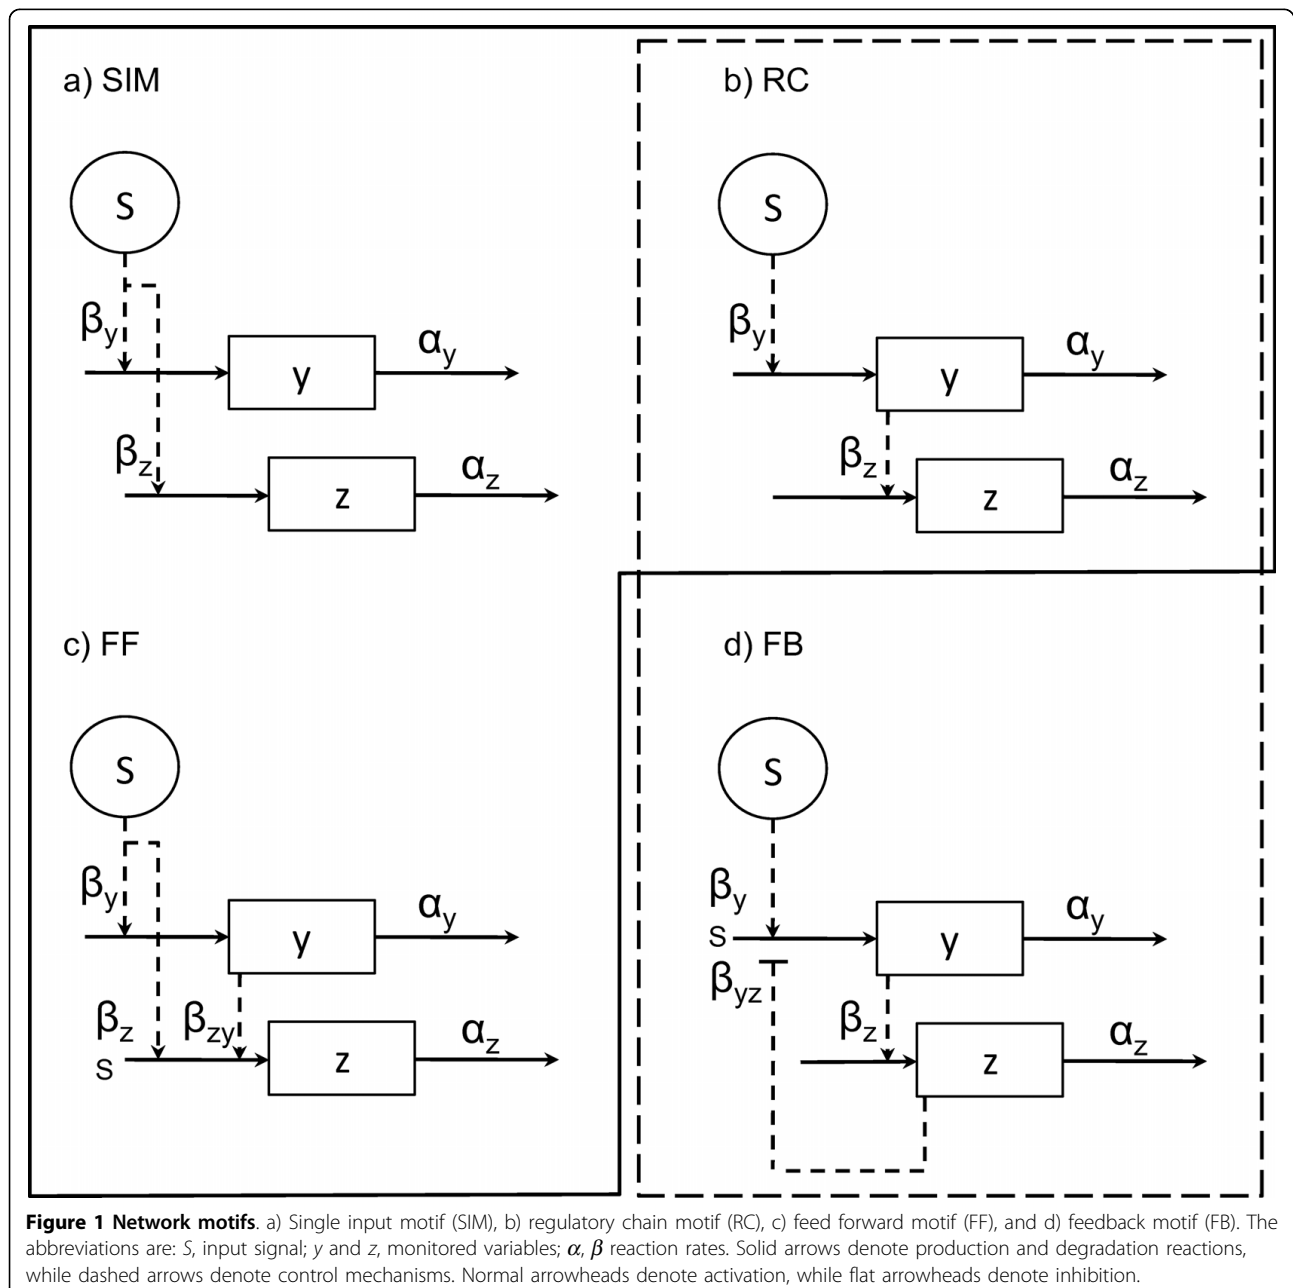 a) SIM
b) RC
S
S
βy
αy
βy
αy
y
y
βz
αz
βz
αz
z
z
c) FF
d) FB
S
S
βy
αy
βy
αy
y
S
y
βz
βzy
αz
βyz
βz
αz
S
z
z
Figure 1 Network motifs. a) Single input motif (SIM), b) regulatory chain motif (RC), c) feed forward motif (FF), and d) feedback motif (FB). The
abbreviations are: S, input signal; y and z, monitored variables; α, β reaction rates. Solid arrows denote production and degradation reactions,
while dashed arrows denote control mechanisms. Normal arrowheads denote activation, while flat arrowheads denote inhibition.